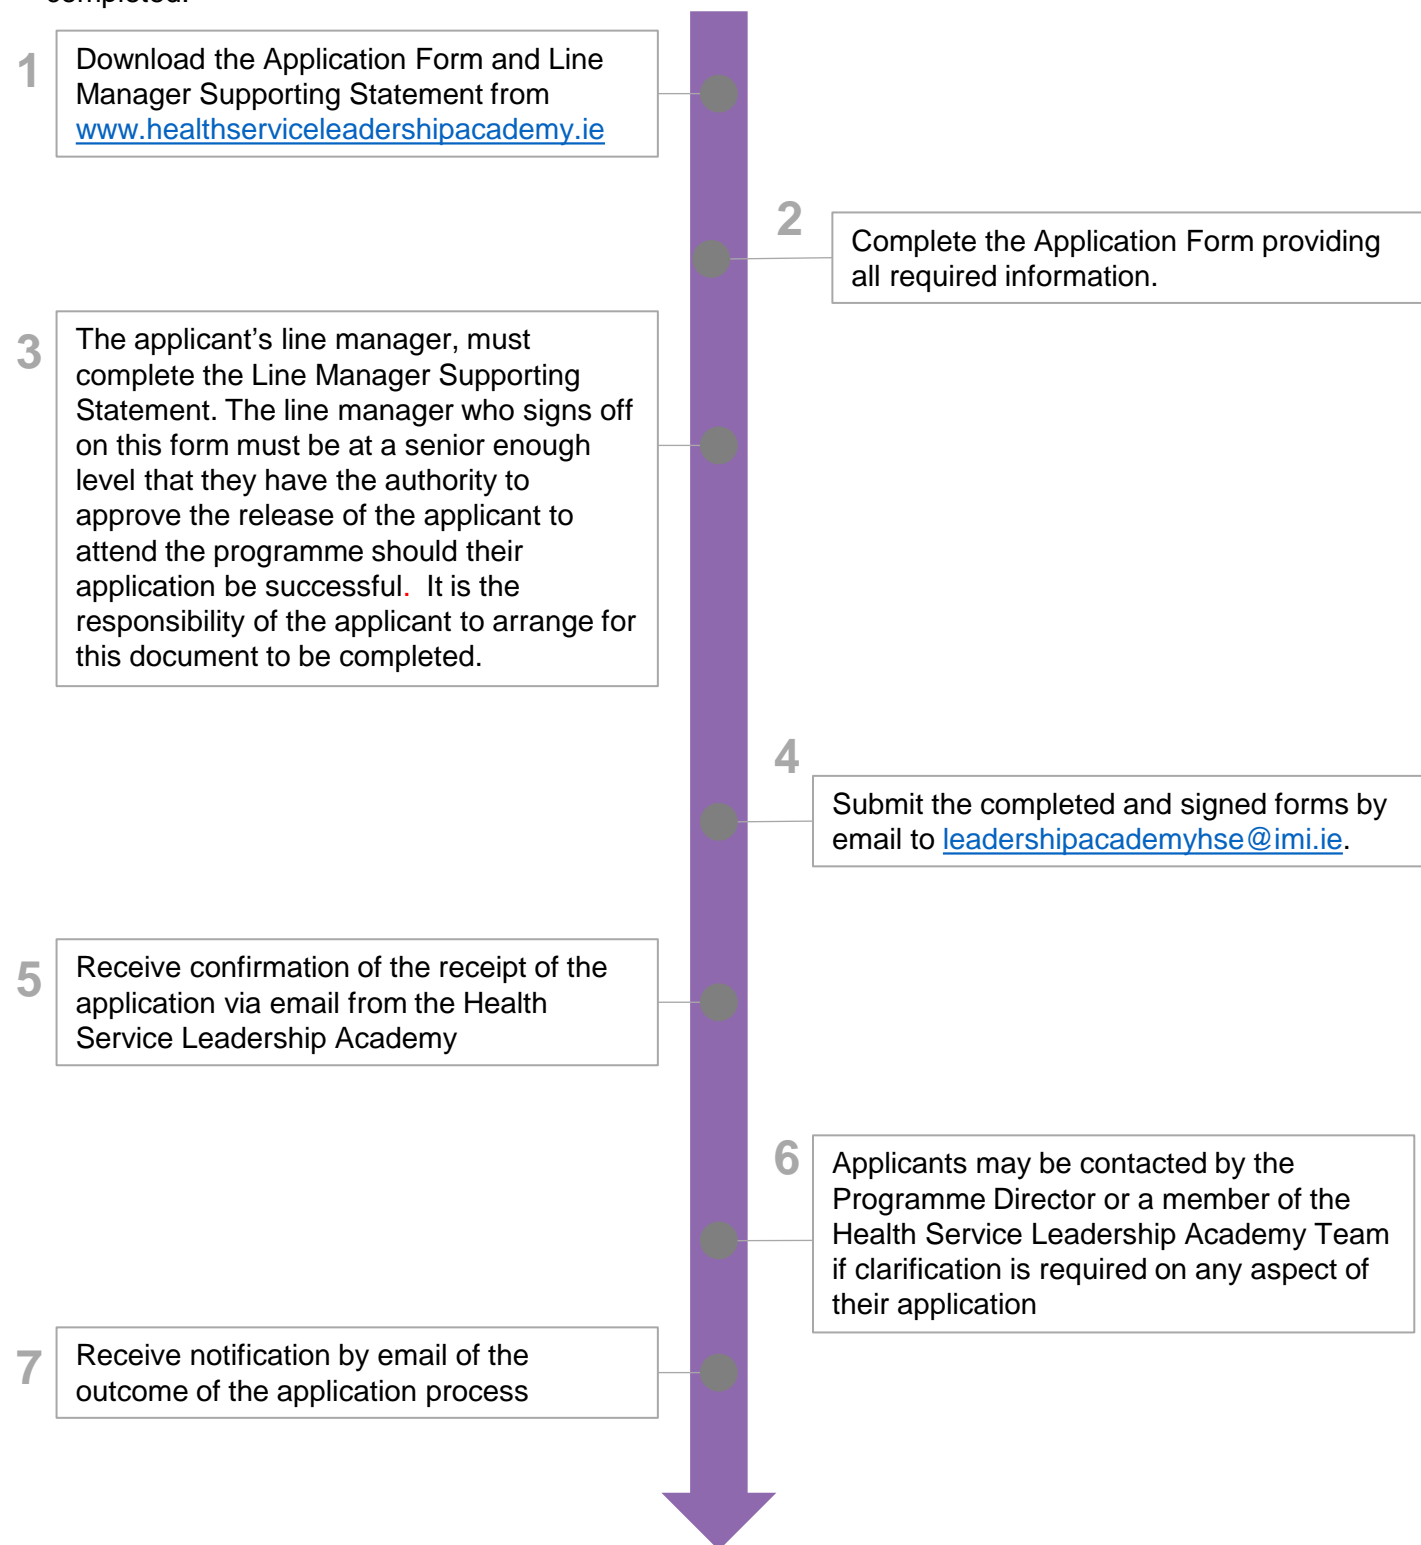 completed.
1
Download the Application Form and Line
Manager Supporting Statement from
www.healthserviceleadershipacademy.ie
2
Complete the Application Form providing
all required information.
3
The applicant’s line manager, must
complete the Line Manager Supporting
Statement. The line manager who signs off
on this form must be at a senior enough
level that they have the authority to
approve the release of the applicant to
attend the programme should their
application be successful.  It is the
responsibility of the applicant to arrange for
this document to be completed.
4
Submit the completed and signed forms by
email to leadershipacademyhse@imi.ie.
5
Receive confirmation of the receipt of the
application via email from the Health
Service Leadership Academy
6
Applicants may be contacted by the
Programme Director or a member of the
Health Service Leadership Academy Team
if clarification is required on any aspect of
their application
7
Receive notification by email of the
outcome of the application process